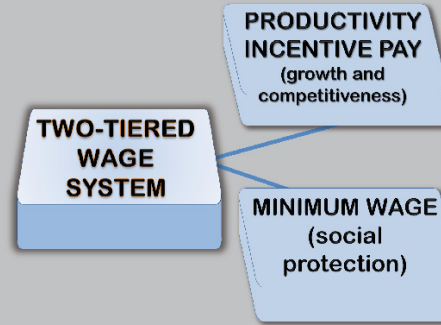 PRODUCTIVITY
INCENTIVE PAY
(growth and
competitiveness)
TWO-TIERED
WAGE
SYSTEM
MINIMUM WAGE
(social
protection)